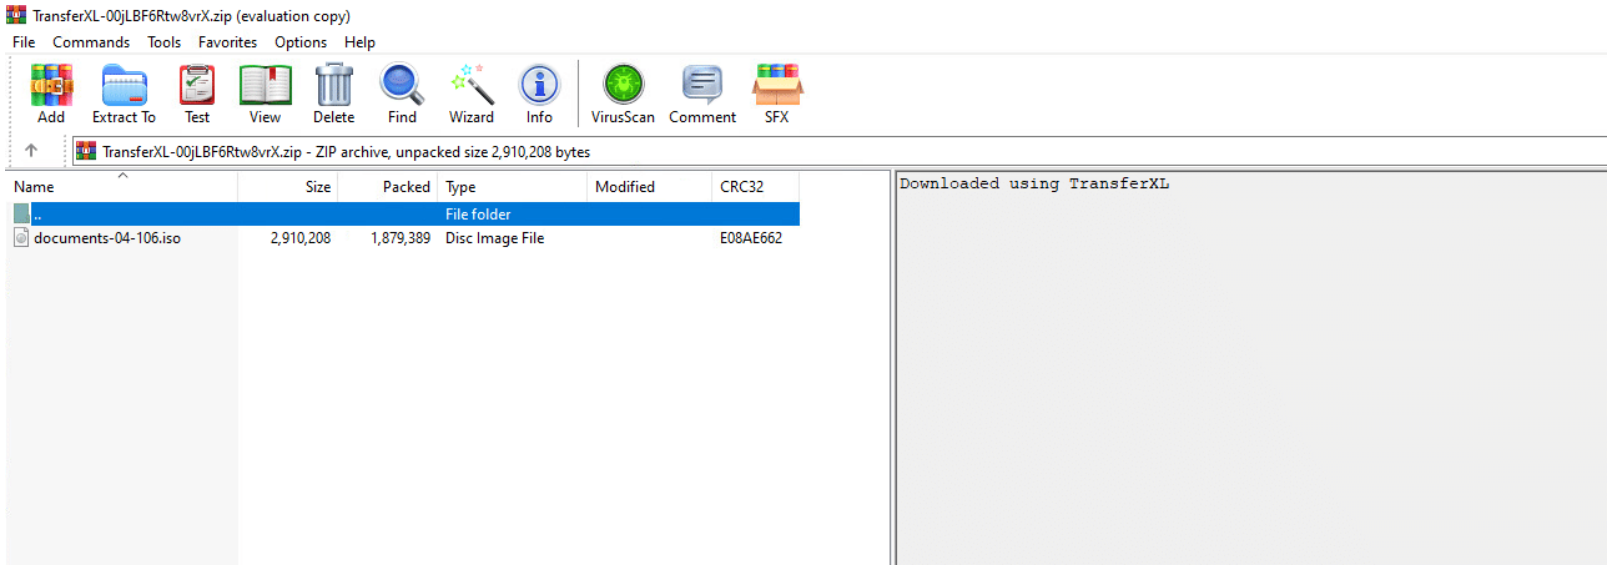 TransferXL-00jLBF6Rtw8vrX.zip (evaluation copy)
File Commands Tools Favorites Options Help
Add Extract To Test View Delete Find Wizard Info VirusScan Comment SFX
TransferXL-00jLBF6Rtw8vrX.zip - ZIP archive, unpacked size 2,910,208 bytes
Name Size Packed Type Modified CRC32
.. File folder
documents-04-106.iso 2,910,208 1,879,389 Disc Image File E08AE662
Downloaded using TransferXL